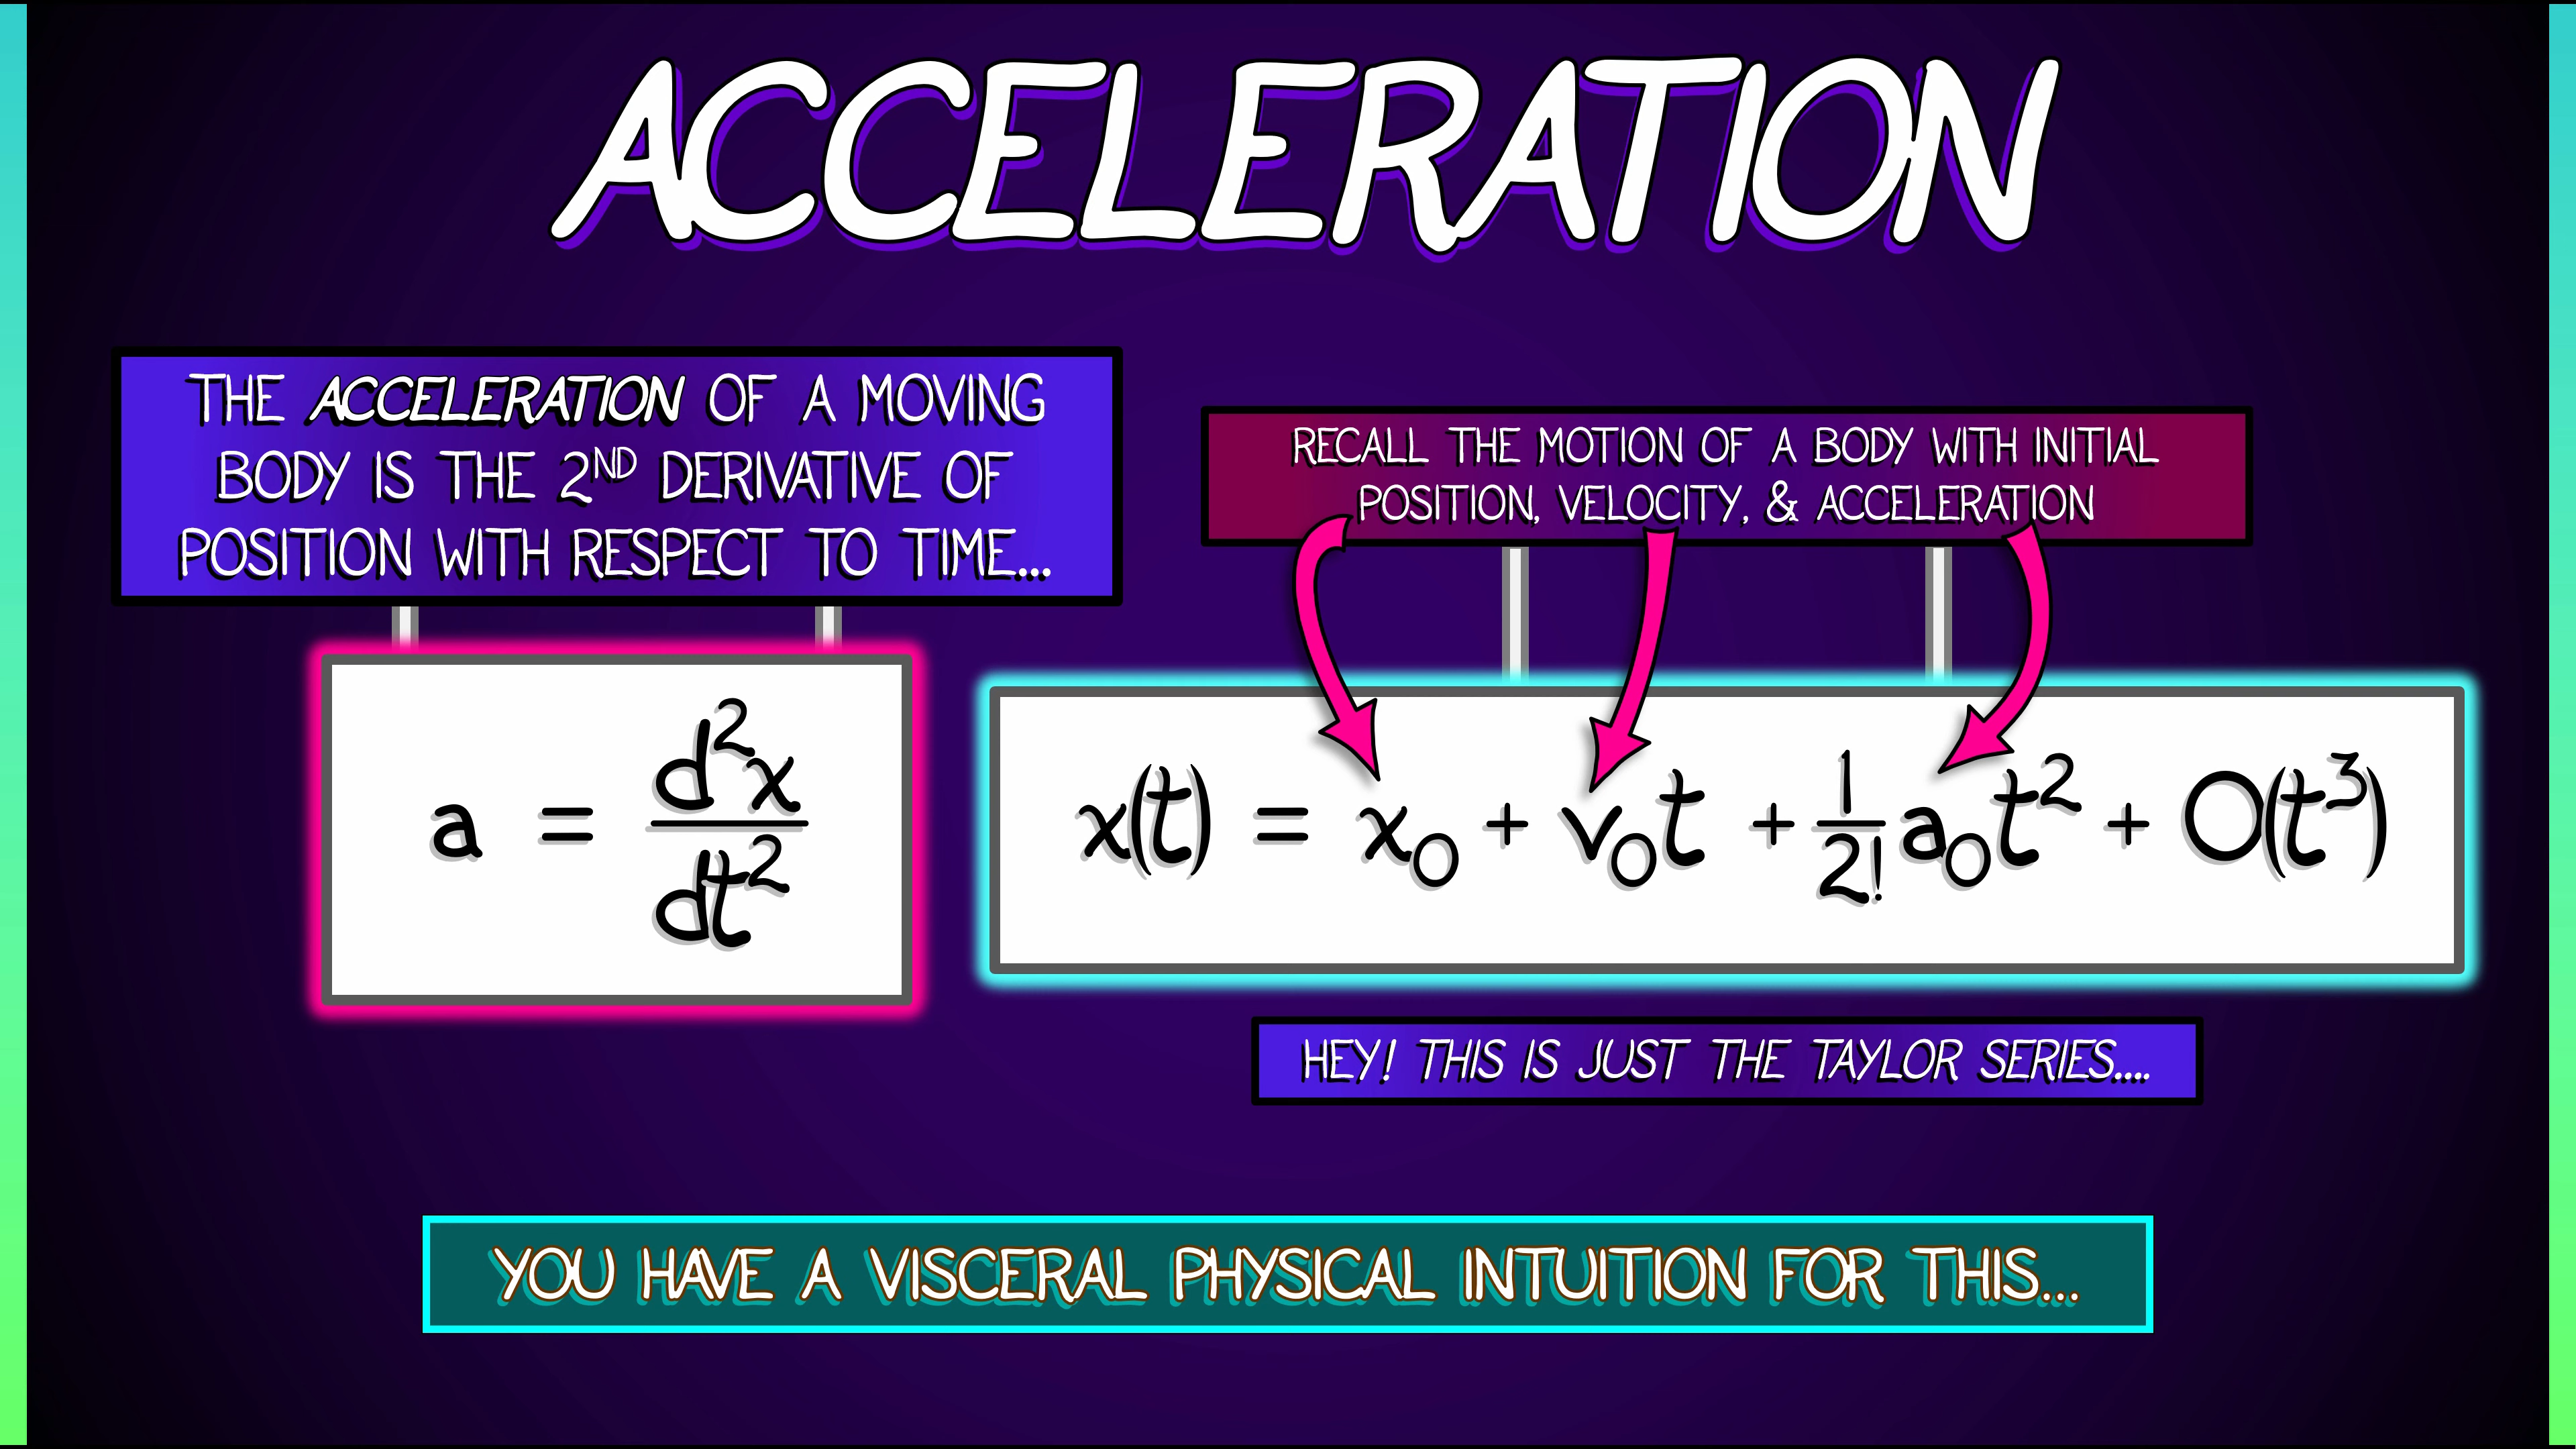 ACCELERATION
THE ACCELERATION OF A MOVING
BODY IS THE 2ND DERIVATIVE OF
POSITION WITH RESPECT TO TIME...
a = d²x/dt²
RECALL THE MOTION OF A BODY WITH INITIAL
POSITION, VELOCITY, & ACCELERATION
x(t) = x₀ + v₀t + 1/2! a₀t² + O(t³)
HEY! THIS IS JUST THE TAYLOR SERIES....
YOU HAVE A VISCERAL PHYSICAL INTUITION FOR THIS...